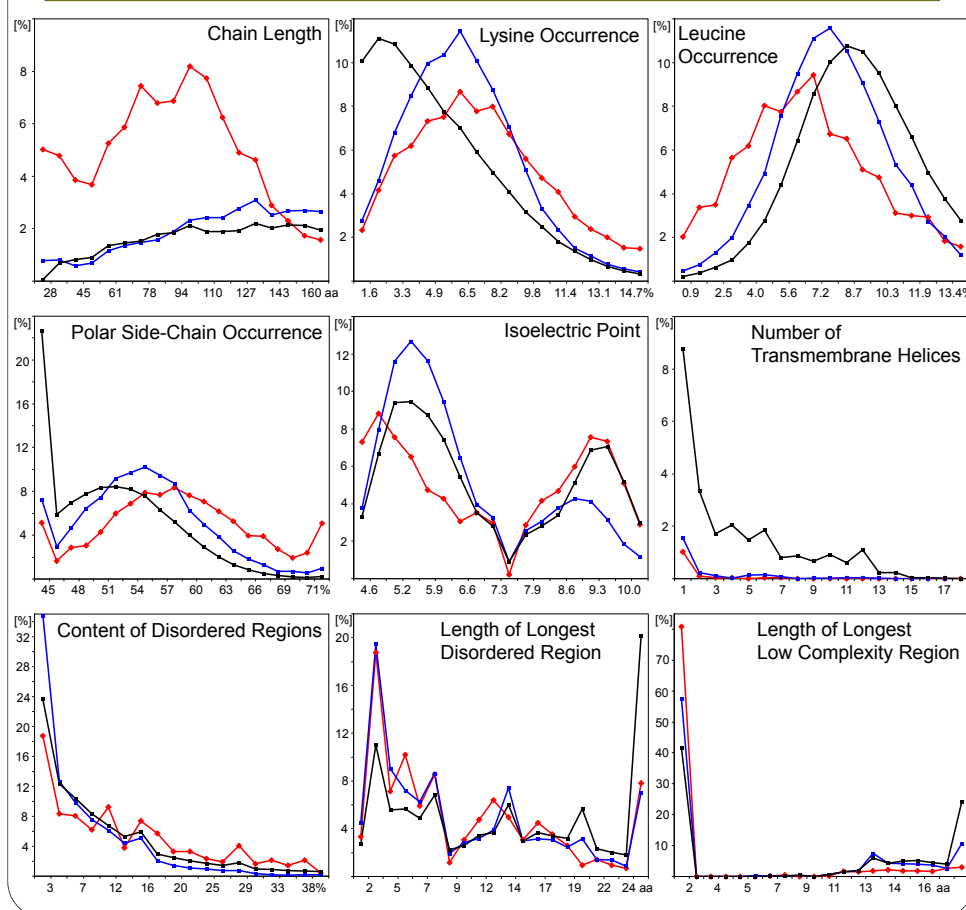 [%]
Chain Length
8
6
4
2
28 45 61 78 94 110 127 143 160 aa
[%]
Lysine Occurrence
10
8
6
4
2
1.6 3.3 4.9 6.5 8.2 9.8 11.4 13.1 14.7%
[%]
Leucine
Occurrence
10
8
6
4
2
0.9 2.5 4.0 5.6 7.2 8.7 10.3 11.9 13.4%
[%]
Polar Side-Chain Occurrence
20
16
12
8
4
45 48 51 54 57 60 63 66 69 71%
[%]
Isoelectric Point
12
10
8
6
4
2
0
4.6 5.2 5.9 6.6 7.3 7.9 8.6 9.3 10.0
[%]
Number of
Transmembrane Helices
8
6
4
2
0
1 3 5 7 9 11 13 15 17
[%]
Content of Disordered Regions
32
28
24
20
16
12
8
4
3 7 12 16 20 25 29 33 38%
[%]
Length of Longest
Disordered Region
20
16
12
8
4
2 5 7 9 12 14 17 19 22 24 aa
[%]
Length of Longest
Low Complexity Region
70
60
50
40
30
20
10
0
2 4 6 8 9 11 14 16 aa